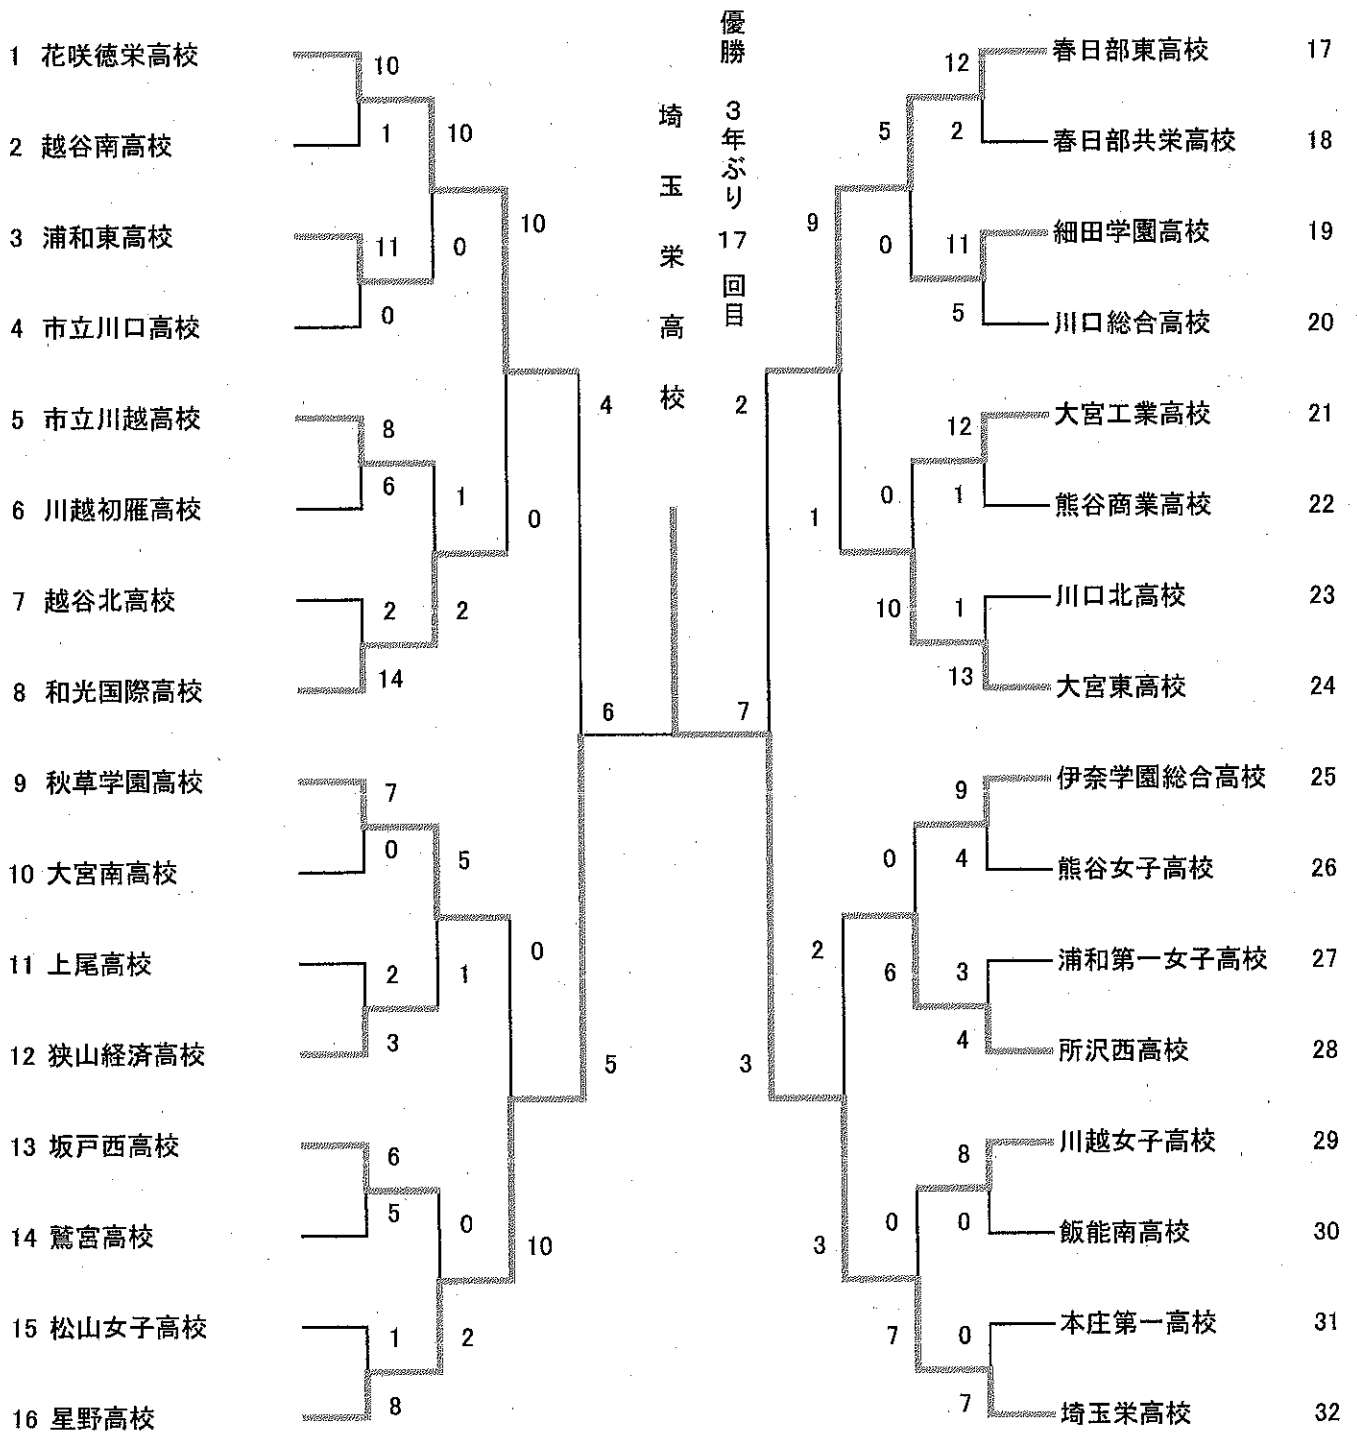 優勝 3年ぶり 17回目
埼玉栄高校
1 花咲徳栄高校
10
1
2 越谷南高校
10
3 浦和東高校
11
0
0
4 市立川口高校
10
5 市立川越高校
8
6
6 川越初雁高校
1
7 越谷北高校
2
14
2
8 和光国際高校
0
4
9 秋草学園高校
7
0
10 大宮南高校
5
11 上尾高校
2
3
1
12 狭山経済高校
0
13 坂戸西高校
6
5
14 鷲宮高校
0
15 松山女子高校
1
8
2
16 星野高校
10
5
6
7
春日部東高校 17
12
2
春日部共栄高校 18
5
細田学園高校 19
11
5
0
川口総合高校 20
9
大宮工業高校 21
12
1
熊谷商業高校 22
0
川口北高校 23
1
13
10
大宮東高校 24
1
2
伊奈学園総合高校 25
9
4
熊谷女子高校 26
0
浦和第一女子高校 27
3
4
6
所沢西高校 28
2
川越女子高校 29
8
0
飯能南高校 30
0
本庄第一高校 31
0
7
7
埼玉栄高校 32
3
3